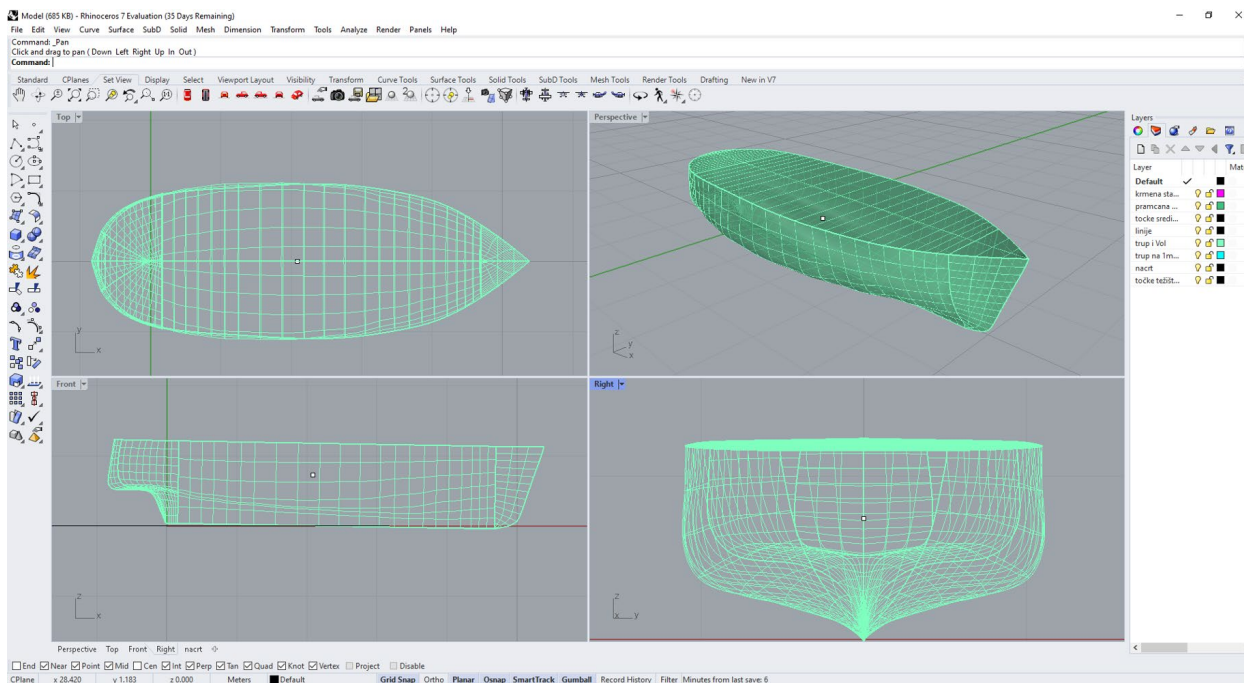 Model (685 KB) - Rhinoceros 7 Evaluation (35 Days Remaining)
File Edit View Curve Surface SubD Solid Mesh Dimension Transform Tools Analyze Render Panels Help
Command: _Pan
Click and drag to pan ( Down Left Right Up In Out )
Command:
Standard CPlanes Set View Display Select Viewport Layout Visibility Transform Curve Tools Surface Tools Solid Tools SubD Tools Mesh Tools Render Tools Drafting New in V7
Top
Perspective
Layers
Layer Mat
Default
krmena sta...
pramcana ...
tocke sredi...
linije
trup i Vol
trup na 1m...
nacrt
točke težišt...
y
x
z
y
x
Front
Right
z
x
z
x y
Perspective Top Front Right nacrt
End Near Point Mid Cen Int Perp Tan Quad Knot Vertex Project Disable
CPlane x 28.420 y 1.183 z 0.000 Meters Default Grid Snap Ortho Planar Osnap SmartTrack Gumball Record History Filter Minutes from last save: 6